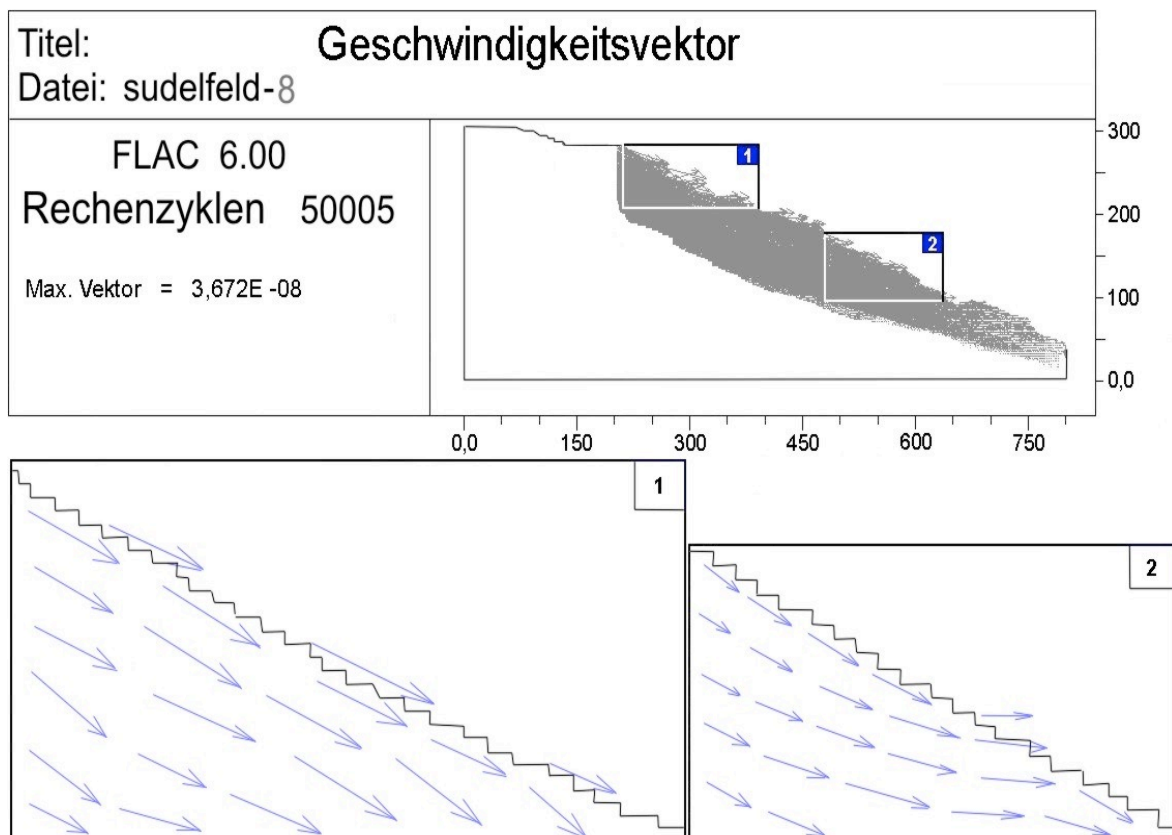 Titel: Geschwindigkeitsvektor
Datei: sudelfeld-8
FLAC 6.00
Rechenzyklen 50005
Max. Vektor = 3,672E -08
1
2
300
200
100
0,0
0,0 150 300 450 600 750
1
2